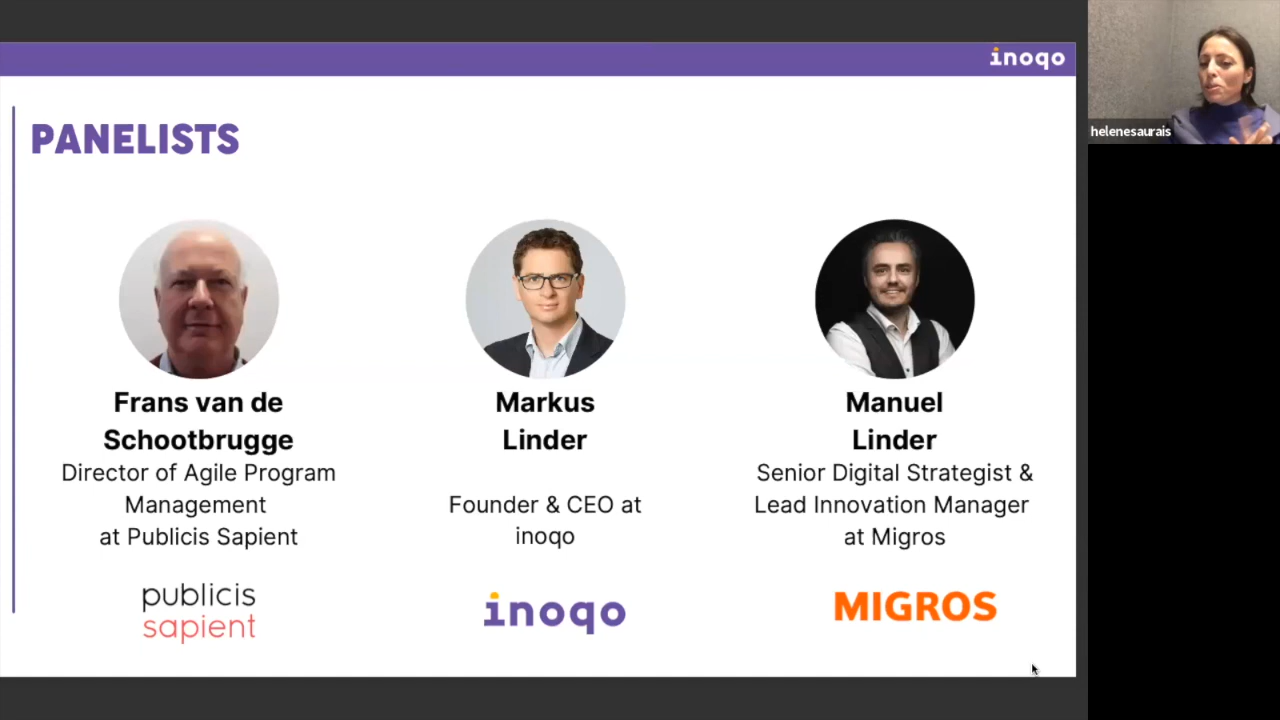 inoqo
helenesaurais
PANELISTS
Frans van de
Schootbrugge
Director of Agile Program
Management
at Publicis Sapient
publicis
sapient
Markus
Linder
Founder & CEO at
inoqo
inoqo
Manuel
Linder
Senior Digital Strategist &
Lead Innovation Manager
at Migros
MIGROS